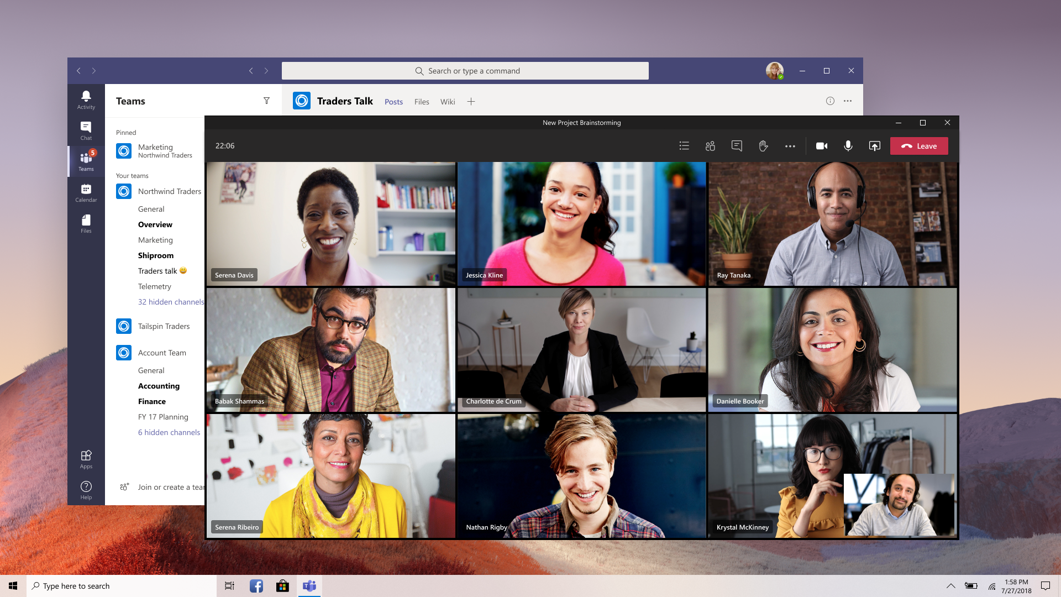 Search or type a command
Activity
Chat
5
Teams
Calendar
Files
Apps
Help
Teams
Pinned
Marketing
Northwind Traders
Your teams
Northwind Traders
General
Overview
Marketing
Shiproom
Traders talk 😄
Telemetry
32 hidden channels
Tailspin Traders
Account Team
General
Accounting
Finance
FY 17 Planning
6 hidden channels
Join or create a tea
Traders Talk
Posts
Files
Wiki
New Project Brainstorming
22:06
Leave
Serena Davis
Jessica Kline
Ray Tanaka
Babak Shammas
Charlotte de Crum
Danielle Booker
Serena Ribeiro
Nathan Rigby
Krystal McKinney
Type here to search
1:58 PM
7/27/2018